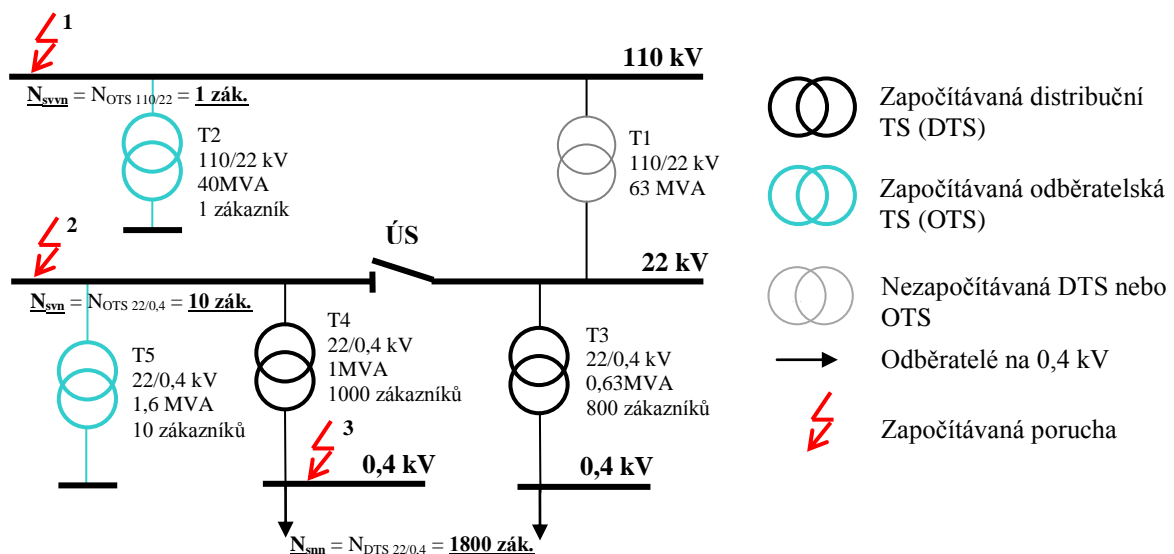 1
110 kV
N_svvn = N_OTS 110/22 = 1 zák.
T2
110/22 kV
40MVA
1 zákazník
T1
110/22 kV
63 MVA
2
ÚS
22 kV
N_svn = N_OTS 22/0,4 = 10 zák.
T5
22/0,4 kV
1,6 MVA
10 zákazníků
T4
22/0,4 kV
1MVA
1000 zákazníků
T3
22/0,4 kV
0,63MVA
800 zákazníků
3
0,4 kV
0,4 kV
N_snn = N_DTS 22/0,4 = 1800 zák.
Započítávaná distribuční
TS (DTS)
Započítávaná odběratelská
TS (OTS)
Nezapočítávaná DTS nebo
OTS
Odběratelé na 0,4 kV
Započítávaná porucha